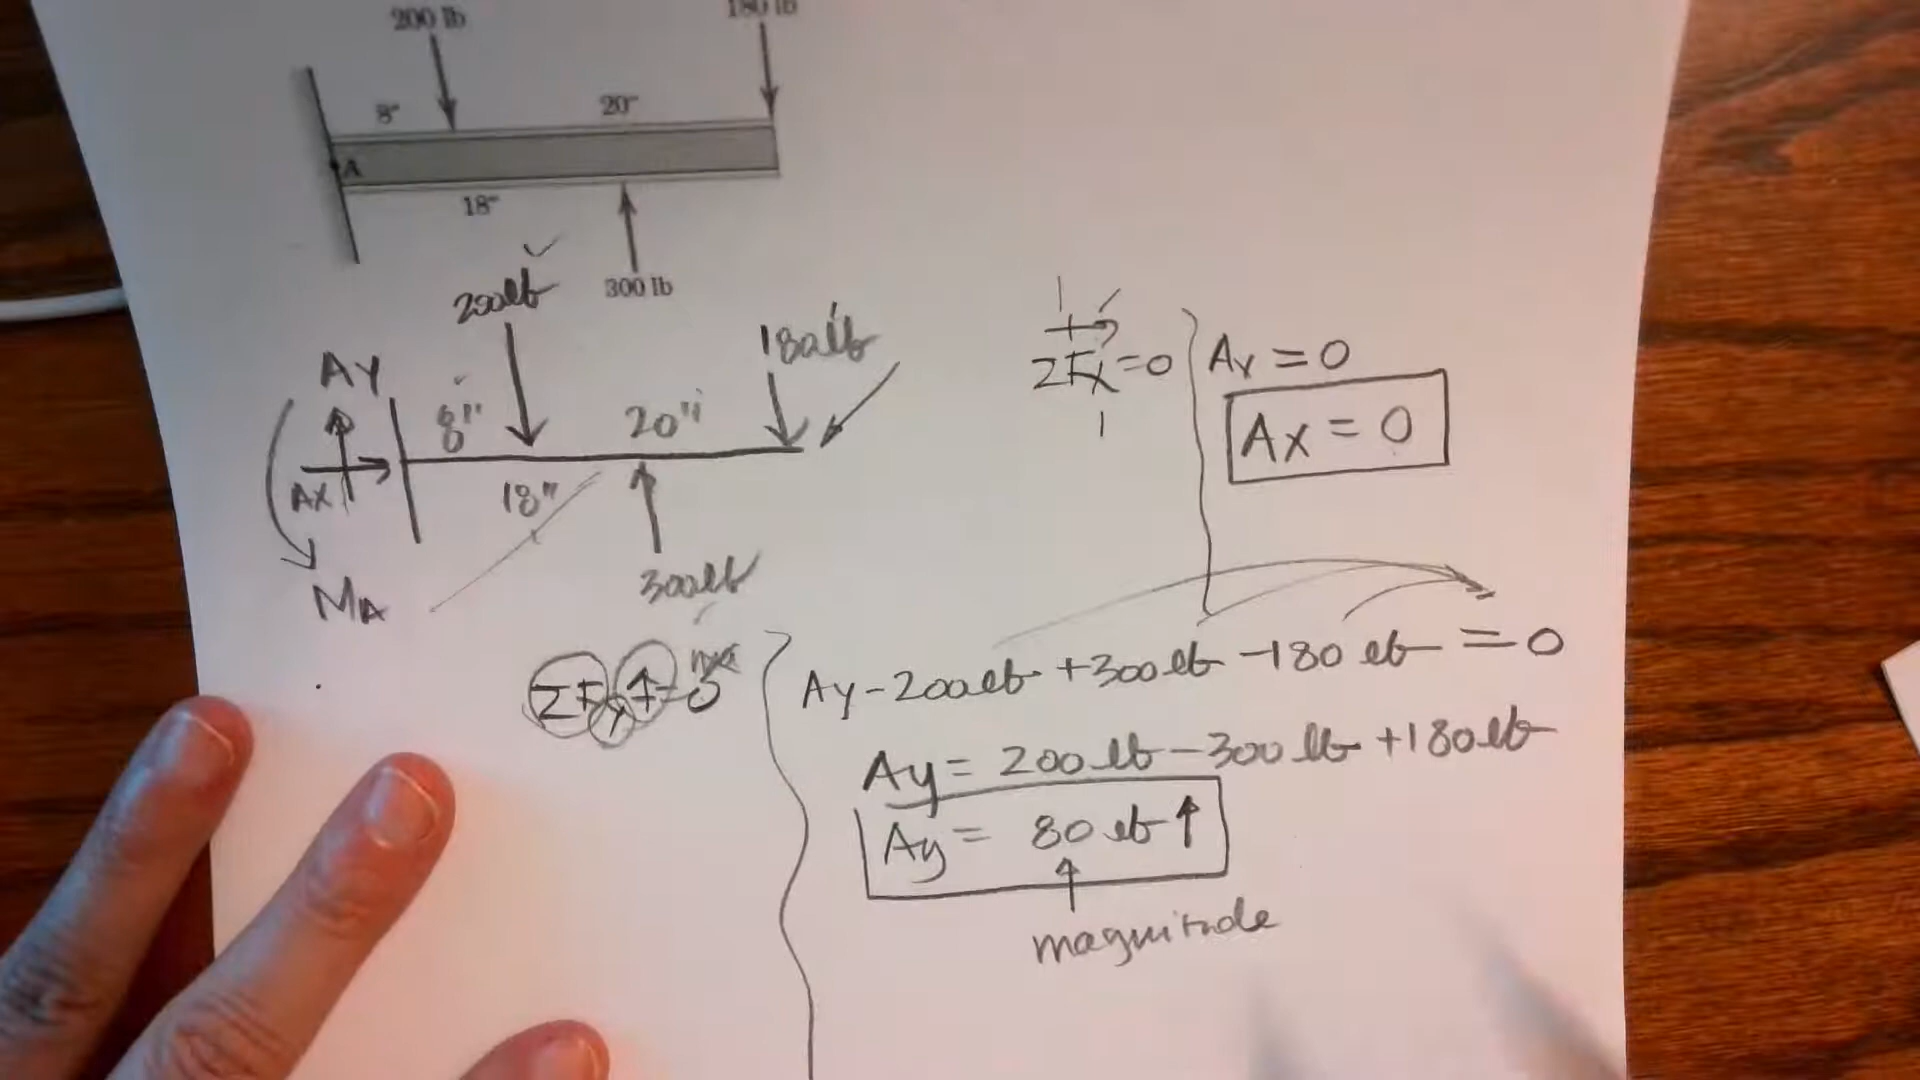 200 lb
180 lb
8"
20"
A
18"
300 lb
200lb
180lb
AY
8"
20"
AX
18"
300lb
MA
ΣFx=0
Ax=0
Ax = 0
ΣFy↑=0
Ay-200lb+300lb-180lb=0
Ay= 200lb-300lb+180lb
Ay= 80lb↑
magnitude